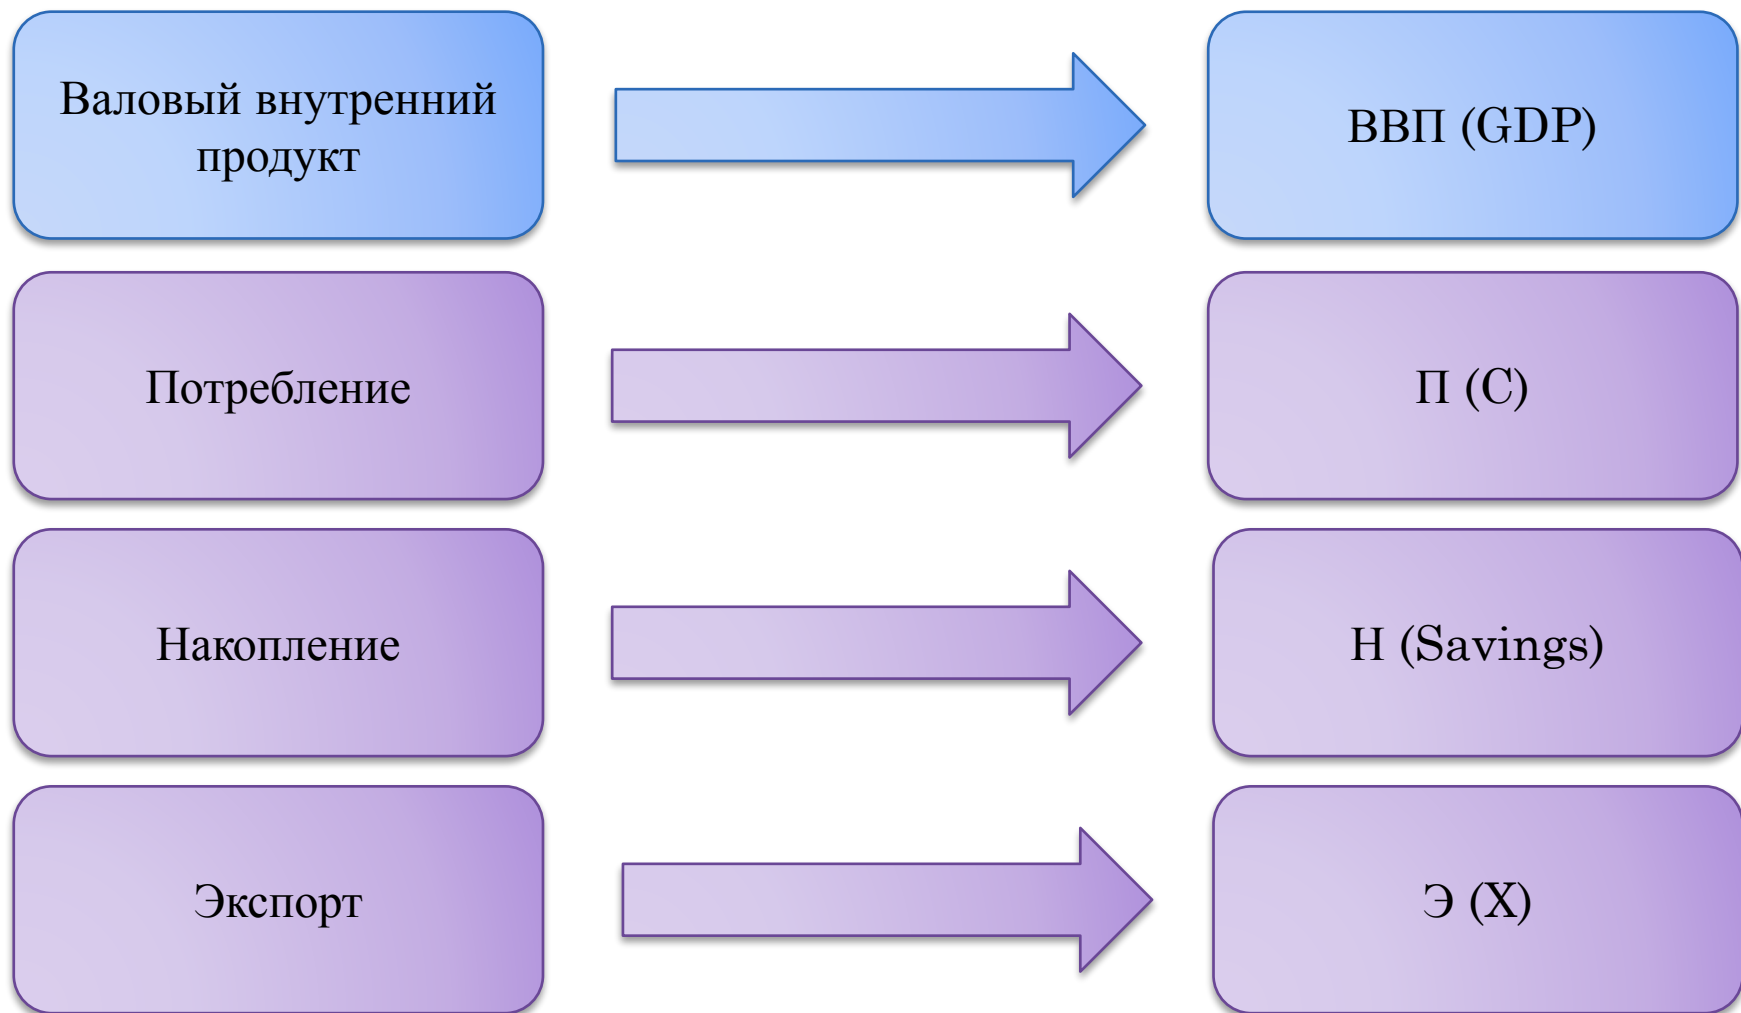 Валовый внутренний
продукт
ВВП (GDP)
Потребление
П (C)
Накопление
Н (Savings)
Экспорт
Э (X)